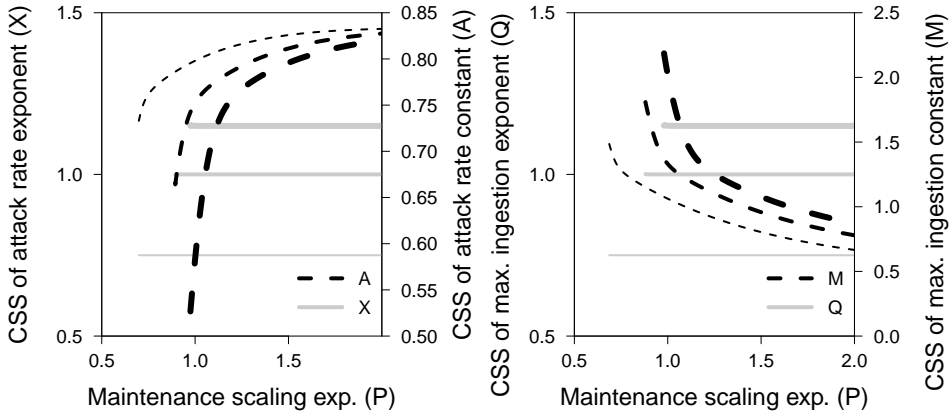 CSS of attack rate exponent (X)
1.5
1.0
0.5
0.5
1.0
1.5
Maintenance scaling exp. (P)
A
X
0.85
0.80
0.75
0.70
0.65
0.60
0.55
0.50
CSS of attack rate constant (A)
CSS of max. ingestion exponent (Q)
1.5
1.0
0.5
0.5
1.0
1.5
2.0
Maintenance scaling exp. (P)
M
Q
2.5
2.0
1.5
1.0
0.5
0.0
CSS of max. ingestion constant (M)